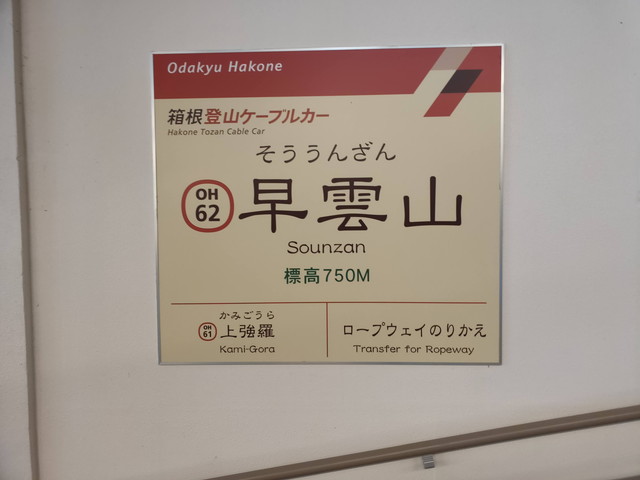 Odakyu Hakone
箱根登山ケーブルカー
Hakone Tozan Cable Car
そううんざん
OH
62
早雲山
Sounzan
標高750M
かみごうら
OH
61
上強羅
Kami-Gora
ロープウェイのりかえ
Transfer for Ropeway